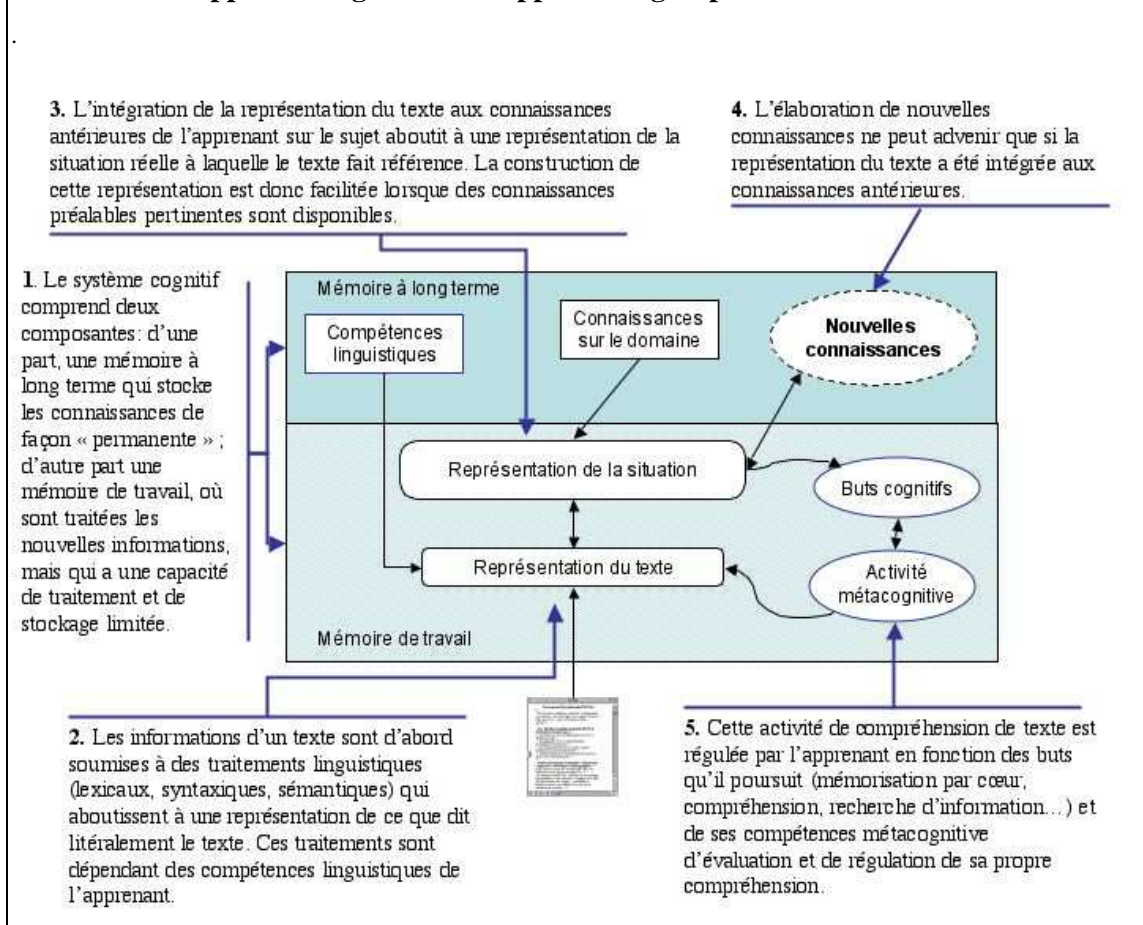 .
3. L'intégration de la représentation du texte aux connaissances
antérieures de l'apprenant sur le sujet aboutit à une représentation de la
situation réelle à laquelle le texte fait référence. La construction de
cette représentation est donc facilitée lorsque des connaissances
préalables pertinentes sont disponibles.
4. L'élaboration de nouvelles
connaissances ne peut advenir que si la
représentation du texte a été intégrée aux
connaissances antérieures.
1. Le système cognitif
comprend deux
composantes: d'une
part, une mémoire à
long terme qui stocke
les connaissances de
façon « permanente » ;
d'autre part une
mémoire de travail, où
sont traitées les
nouvelles informations,
mais qui a une capacité
de traitement et de
stockage limitée.
Mémoire à long terme
Compétences
linguistiques
Connaissances
sur le domaine
Nouvelles
connaissances
Représentation de la situation
Buts cognitifs
Représentation du texte
Activité
métacognitive
Mémoire de travail
2. Les informations d'un texte sont d'abord
soumises à des traitements linguistiques
(lexicaux, syntaxiques, sémantiques) qui
aboutissent à une représentation de ce que dit
litéralement le texte. Ces traitements sont
dépendant des compétences linguistiques de
l'apprenant.
5. Cette activité de compréhension de texte est
régulée par l'apprenant en fonction des buts
qu'il poursuit (mémorisation par cœur,
compréhension, recherche d'information...) et
de ses compétences métacognitive
d'évaluation et de régulation de sa propre
compréhension.